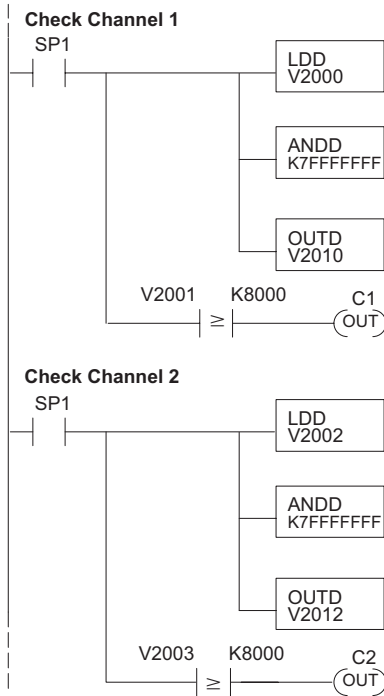 Check Channel 1
SP1
LDD
V2000
ANDD
K7FFFFFFF
OUTD
V2010
V2001 ≥ K8000 C1
OUT
Check Channel 2
SP1
LDD
V2002
ANDD
K7FFFFFFF
OUTD
V2012
V2003 ≥ K8000 C2
OUT